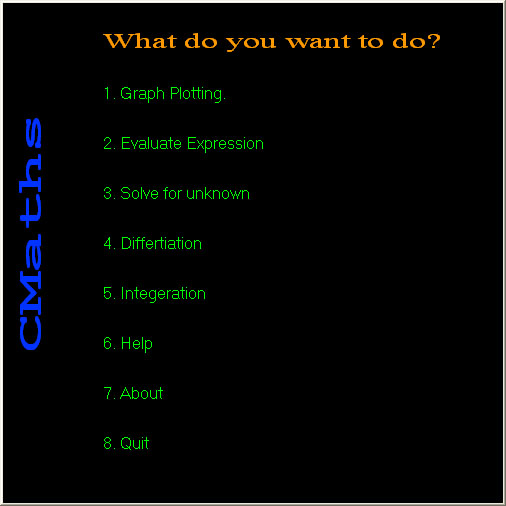 What do you want to do?
1. Graph Plotting.
2. Evaluate Expression
3. Solve for unknown
4. Differtiation
5. Integeration
6. Help
7. About
8. Quit
CMaths